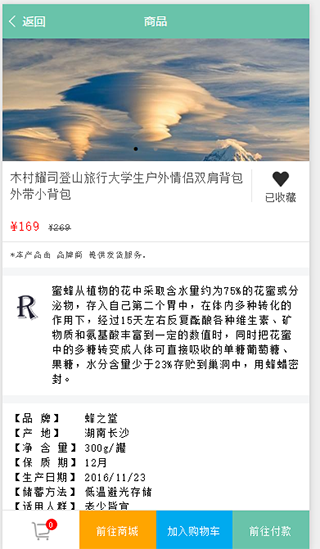 返回 商品
木村耀司登山旅行大学生户外情侣双肩背包
外带小背包
已收藏
¥169 ¥269
*本产品由 品牌商 提供发货服务。
R
蜜蜂从植物的花中采取含水量约为75%的花蜜或分
泌物，存入自己第二个胃中，在体内多种转化的
作用下，经过15天左右反复酝酿各种维生素、矿
物质和氨基酸丰富到一定的数值时，同时把花蜜
中的多糖转变成人体可直接吸收的单糖葡萄糖、
果糖，水分含量少于23%存贮到巢洞中，用蜂蜡密
封。
【品 牌】 蜂之堂
【产 地】 湖南长沙
【净 含 量】300g/罐
【保 质 期】12月
【生产日期】2016/11/23
【储蓄方法】低温避光存储
【适用人群】老少皆宜
0
前往商城 加入购物车 前往付款